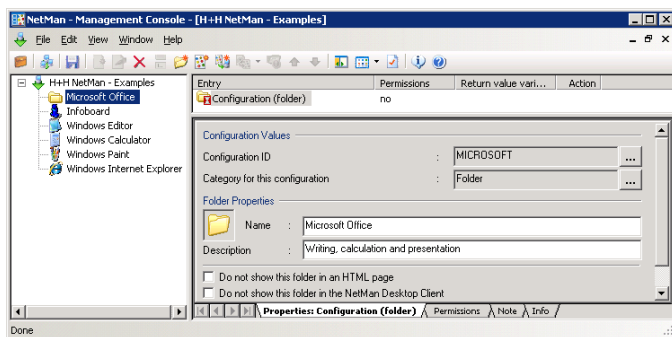 NetMan - Management Console - [H+H NetMan - Examples]
File Edit View Window Help
H+H NetMan - Examples
Microsoft Office
Infoboard
Windows Editor
Windows Calculator
Windows Paint
Windows Internet Explorer
Entry Permissions Return value vari... Action
Configuration (folder) no
Configuration Values
Configuration ID : MICROSOFT ...
Category for this configuration : Folder ...
Folder Properties
Name : Microsoft Office
Description : Writing, calculation and presentation
Do not show this folder in an HTML page
Do not show this folder in the NetMan Desktop Client
Properties: Configuration (folder) Permissions Note Info
Done